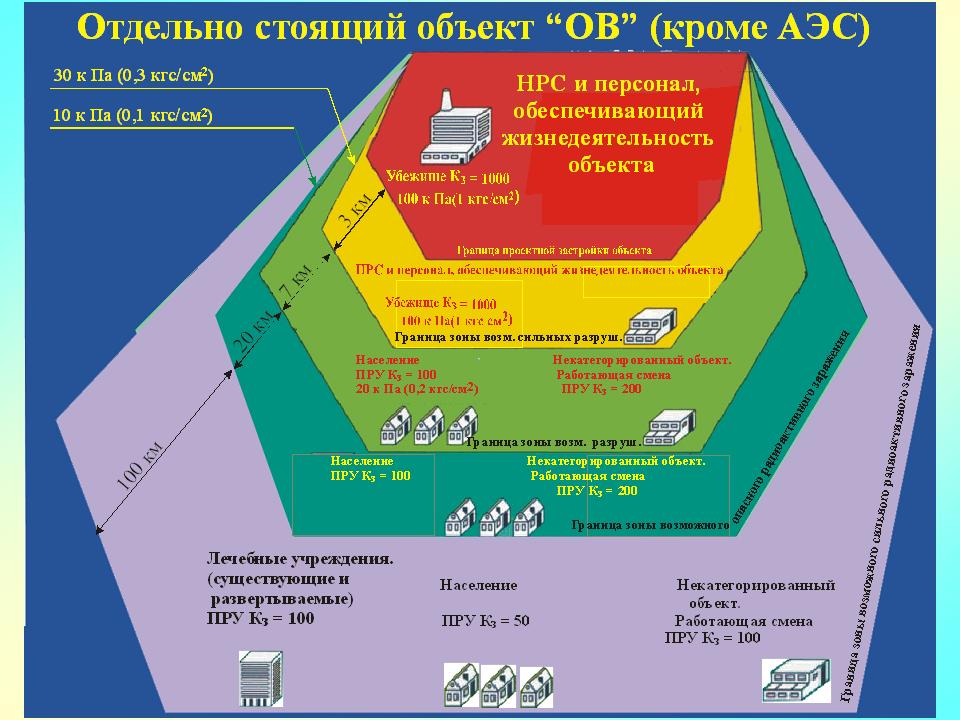 Отдельно стоящий объект “ОВ” (кроме АЭС)
30 к Па (0,3 кгс/см2)
10 к Па (0,1 кгс/см2)
НРС и персонал,
обеспечивающий
жизнедеятельность
объекта
Убежище Кз = 1000
100 к Па(1 кгс/см2)
3 км
Граница проектной застройки объекта
ПРС и персонал, обеспечивающий жизнедеятельность объекта
7 км
Убежище Кз = 1000
100 к Па(1 кгс см2)
Граница зоны возм. сильных разруш.
20 км
Население
ПРУ Кз = 100
20 к Па (0,2 кгс/см2)
Некатегорированный объект.
Работающая смена
ПРУ Кз = 200
Граница зоны возм. разруш.
100 км
Население
ПРУ Кз = 100
Некатегорированный объект.
Работающая смена
ПРУ Кз = 200
Граница зоны возможного опасного радиоактивного заражения
Лечебные учреждения.
(существующие и
развертываемые)
ПРУ Кз = 100
Население
ПРУ Кз = 50
Некатегорированный
объект.
Работающая смена
ПРУ Кз = 100
Граница зоны возможного сильного радиоактивного заражения